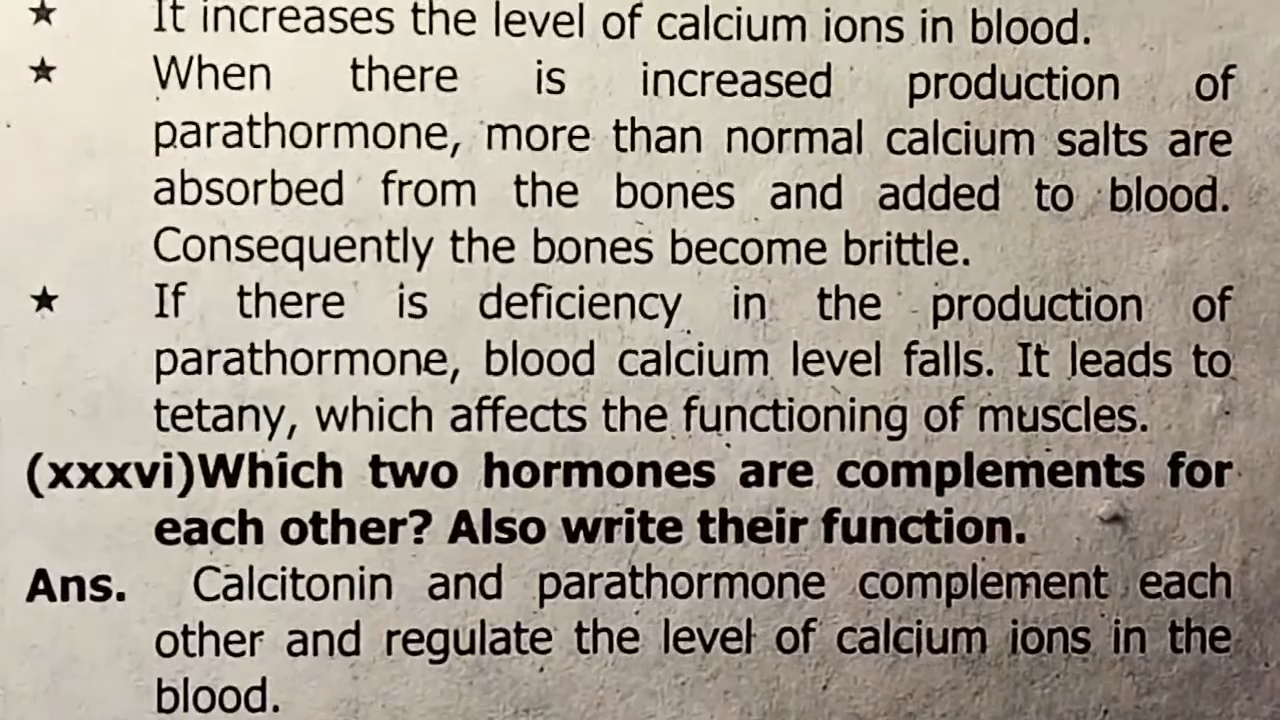 ★ It increases the level of calcium ions in blood.
★ When there is increased production of
parathormone, more than normal calcium salts are
absorbed from the bones and added to blood.
Consequently the bones become brittle.
★ If there is deficiency in the production of
parathormone, blood calcium level falls. It leads to
tetany, which affects the functioning of muscles.
(xxxvi)Which two hormones are complements for
each other? Also write their function.
Ans. Calcitonin and parathormone complement each
other and regulate the level of calcium ions in the
blood.